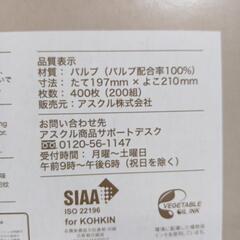 品質表示
材質：パルプ（パルプ配合率100%）
寸法：たて197mm×よこ210mm
枚数：400枚（200組）
販売元：アスクル株式会社
お問い合わせ先
アスクル商品サポートデスク
0120-56-1147
受付時間：月曜～土曜日
午前9時～午後6時（祝日を除く）
SIAA
ISO 22196
for KOHKIN
VEGETABLE
OIL INK